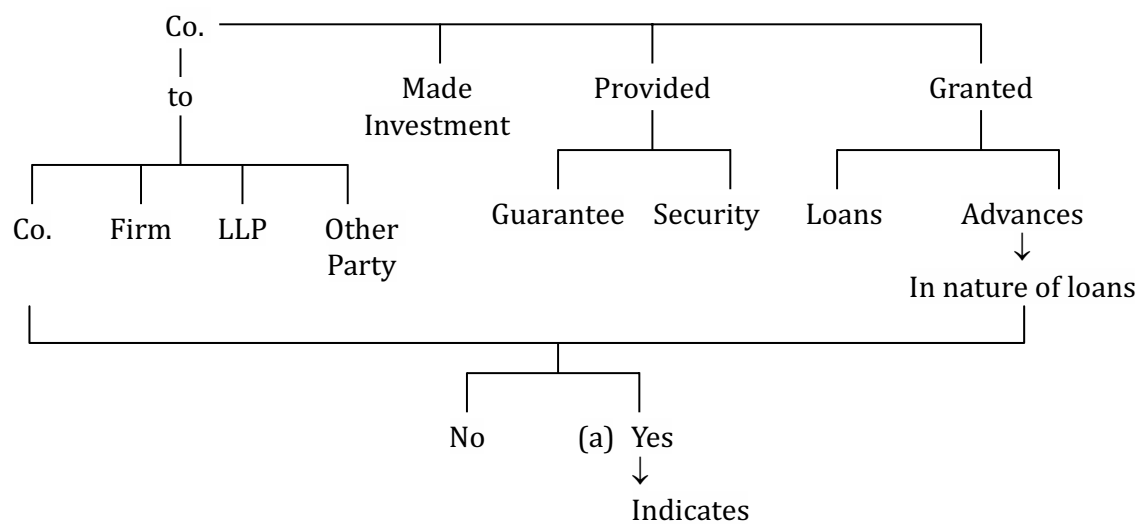 Co.
to
Made
Investment
Provided
Granted
Guarantee
Security
Loans
Advances
↓
In nature of loans
Co.
Firm
LLP
Other
Party
No
(a) Yes
↓
Indicates